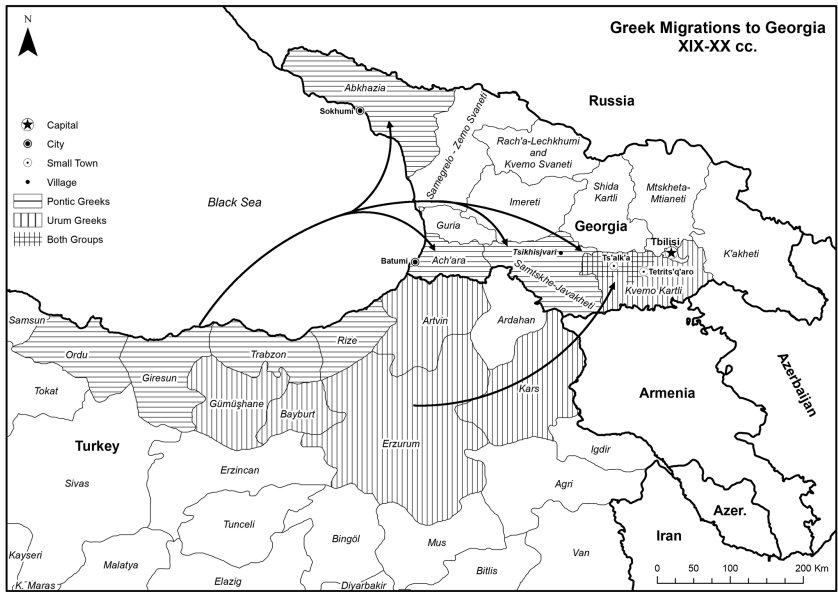 N
Greek Migrations to Georgia
XIX-XX cc.
Capital
City
Small Town
Village
Pontic Greeks
Urum Greeks
Both Groups
Black Sea
Russia
Abkhazia
Sokhumi
Samegrelo - Zemo Svaneti
Rach'a-Lechkhumi
and
Kvemo Svaneti
Imereti
Shida
Kartli
Mtskheta-
Mtianeti
Guria
Georgia
Tbilisi
K'akheti
Batumi
Ach'ara
Tsikhisjvari
Samtskhe-Javakheti
Ts'alk'a
Tetrits'q'aro
Kvemo Kartli
Samsun
Ordu
Giresun
Trabzon
Rize
Artvin
Ardahan
Tokat
Gümüşhane
Bayburt
Kars
Armenia
Azerbaijan
Erzurum
Turkey
Sivas
Erzincan
Igdir
Agri
Tunceli
Azer.
Iran
Kayseri
Malatya
Bingöl
Mus
Van
K. Maras
Elazig
Diyarbakir
Bitlis
0 50 100 200 Km